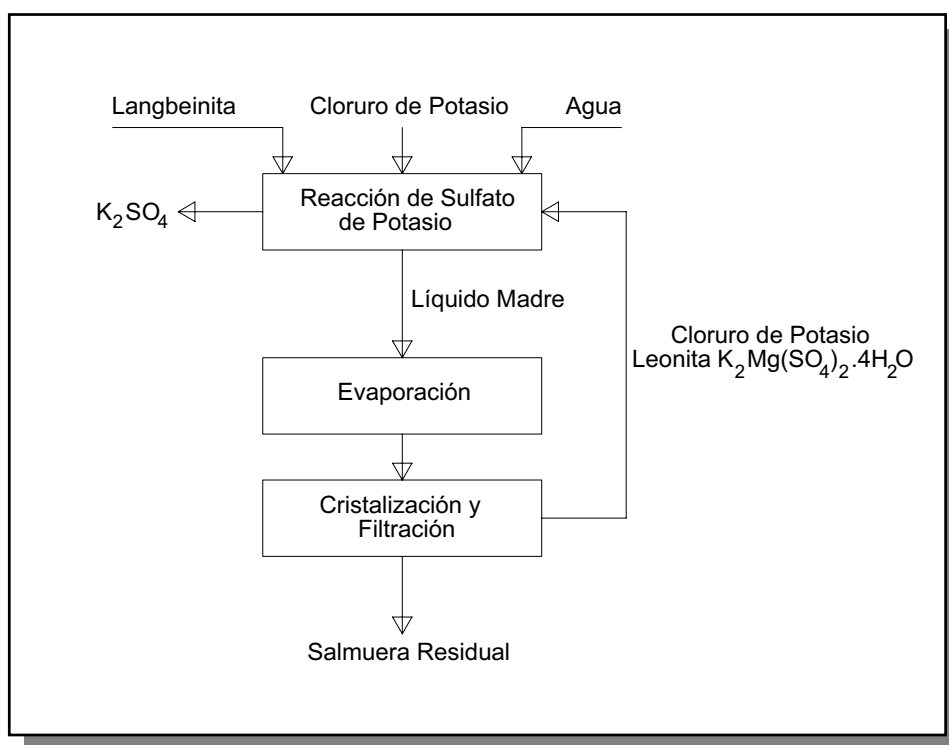 Langbeinita
Cloruro de Potasio
Agua
Reacción de Sulfato
de Potasio
K₂SO₄
Líquido Madre
Cloruro de Potasio
Leonita K₂Mg(SO₄)₂.4H₂O
Evaporación
Cristalización y
Filtración
Salmuera Residual